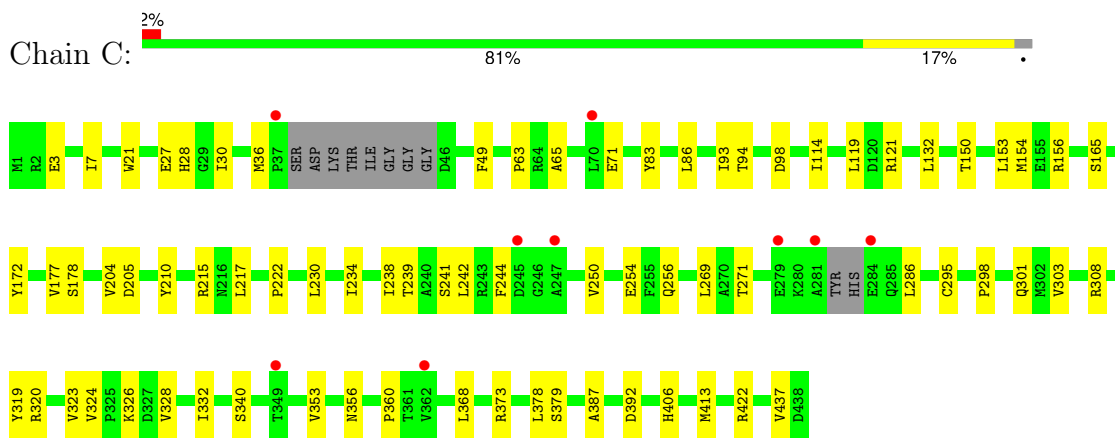 2%
Chain C:
81% 17% •
M1 R2 E3 I7 W21 E27 H28 G29 I30 M36 P37 SER ASP LYS THR ILE GLY GLY GLY D46 F49 P63 R64 A65 L70 E71 Y83 L86 I93 T94 D98 I114 L119 D120 R121 L132 T150 L153 M154 E155 R156 S165
Y172 V177 S178 V204 D205 Y210 R215 N216 L217 P222 L230 I234 I238 T239 A240 S241 L242 R243 F244 D245 G246 A247 V250 E254 F255 Q256 L269 A270 T271 E279 K280 A281 TYR HIS E284 Q285 L286 C295 P298 Q301 M302 V303 R308
Y319 R320 V323 V324 P325 K326 D327 V328 I332 S340 T349 V353 N356 P360 T361 V362 L368 R373 L378 S379 A387 D392 H406 M413 R422 V437 D438